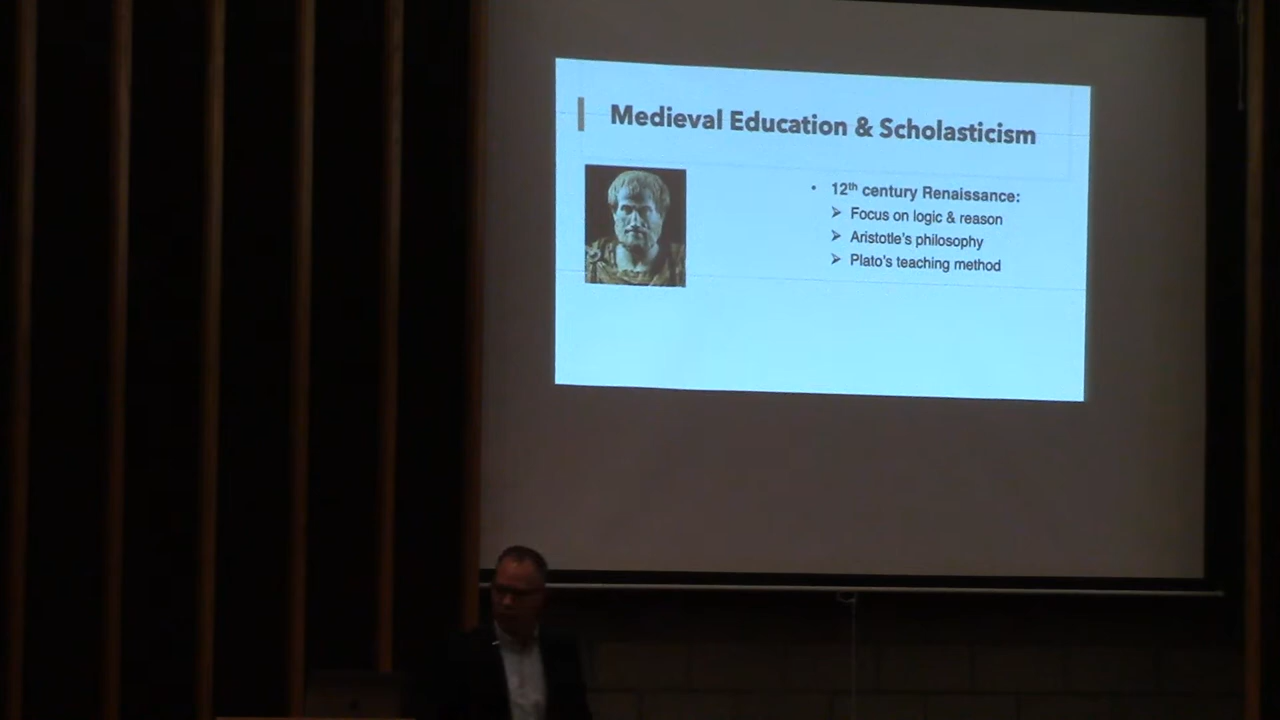 Medieval Education & Scholasticism
• 12th century Renaissance:
➢ Focus on logic & reason
➢ Aristotle's philosophy
➢ Plato's teaching method